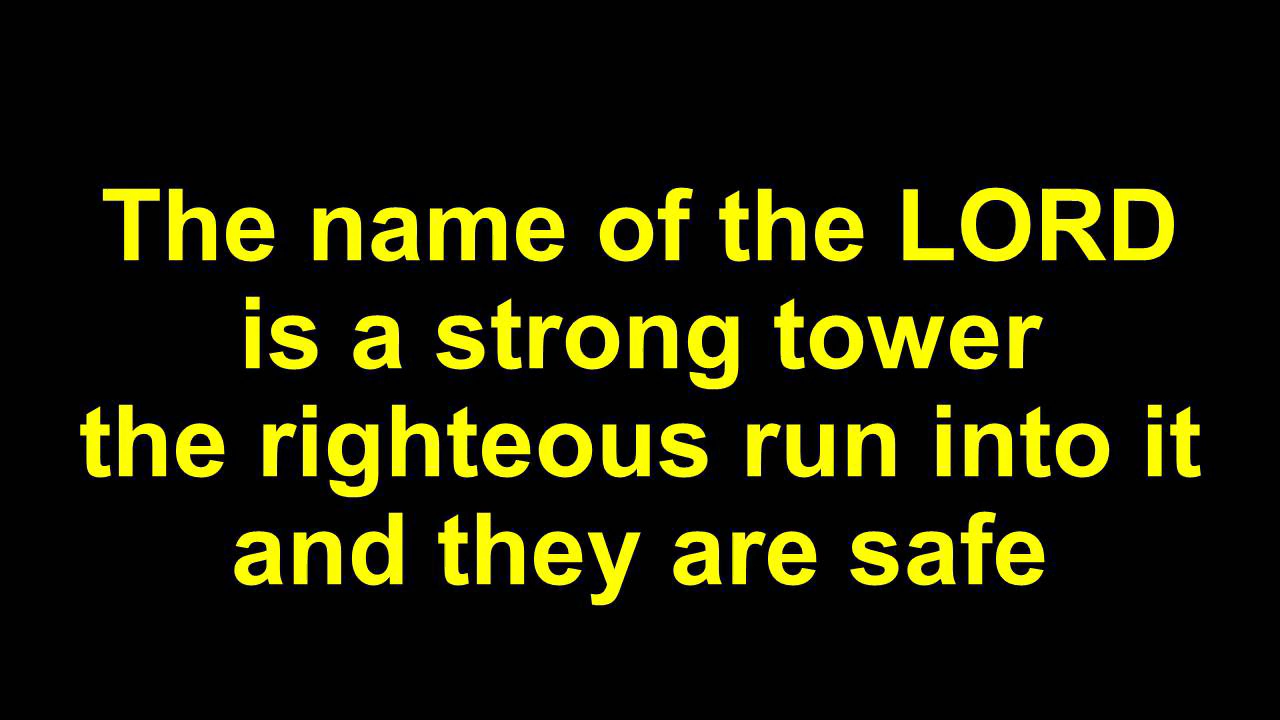 The name of the LORD
is a strong tower
the righteous run into it
and they are safe